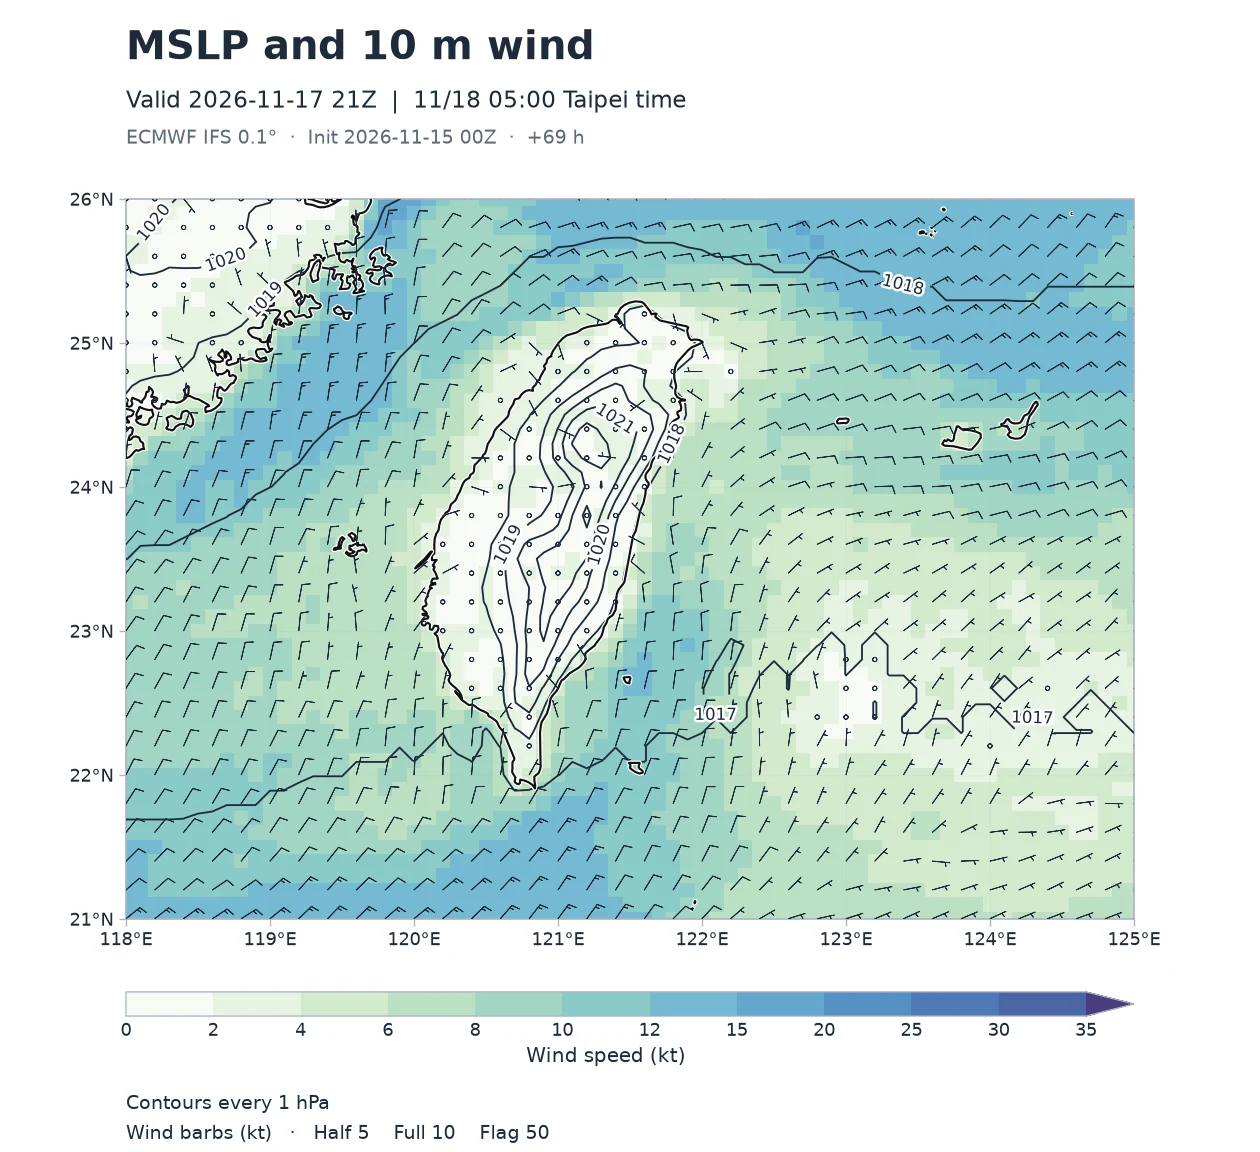 MSLP and 10 m wind
Valid 2026-11-17 21Z | 11/18 05:00 Taipei time
ECMWF IFS 0.1° · Init 2026-11-15 00Z · +69 h
26°N
1020
1020
1019
1018
25°N
1021
1018
24°N
1019
1020
23°N
1017
1017
22°N
21°N
118°E 119°E 120°E 121°E 122°E 123°E 124°E 125°E
0 2 4 6 8 10 12 15 20 25 30 35
Wind speed (kt)
Contours every 1 hPa
Wind barbs (kt) · Half 5 Full 10 Flag 50